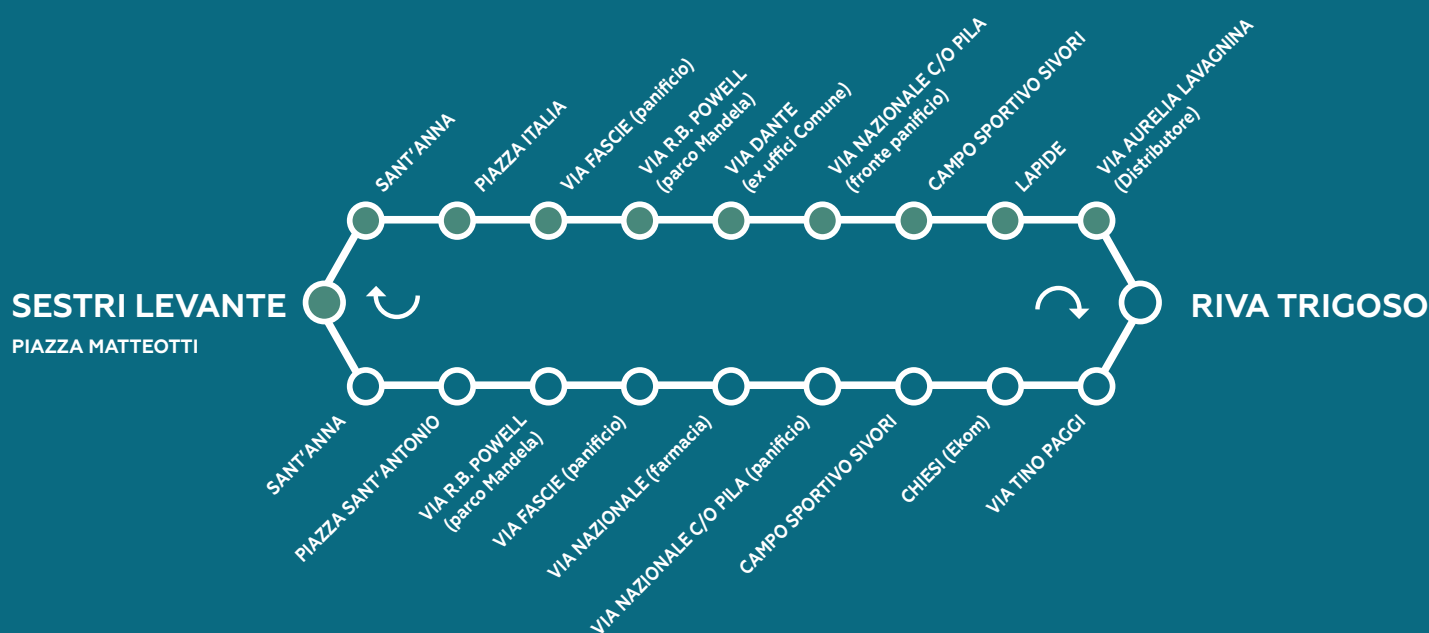 SANT'ANNA
PIAZZA ITALIA
VIA FASCIE (panificio)
VIA R.B. POWELL
(parco Mandela)
VIA DANTE
(ex uffici Comune)
VIA NAZIONALE C/O PILA
(fronte panificio)
CAMPO SPORTIVO SIVORI
LAPIDE
VIA AURELIA LAVAGNINA
(Distributore)
SESTRI LEVANTE
PIAZZA MATTEOTTI
RIVA TRIGOSO
SANT'ANNA
PIAZZA SANT'ANTONIO
VIA R.B. POWELL
(parco Mandela)
VIA FASCIE (panificio)
VIA NAZIONALE (farmacia)
VIA NAZIONALE C/O PILA (panificio)
CAMPO SPORTIVO SIVORI
CHIESI (Ekom)
VIA TINO PAGGI